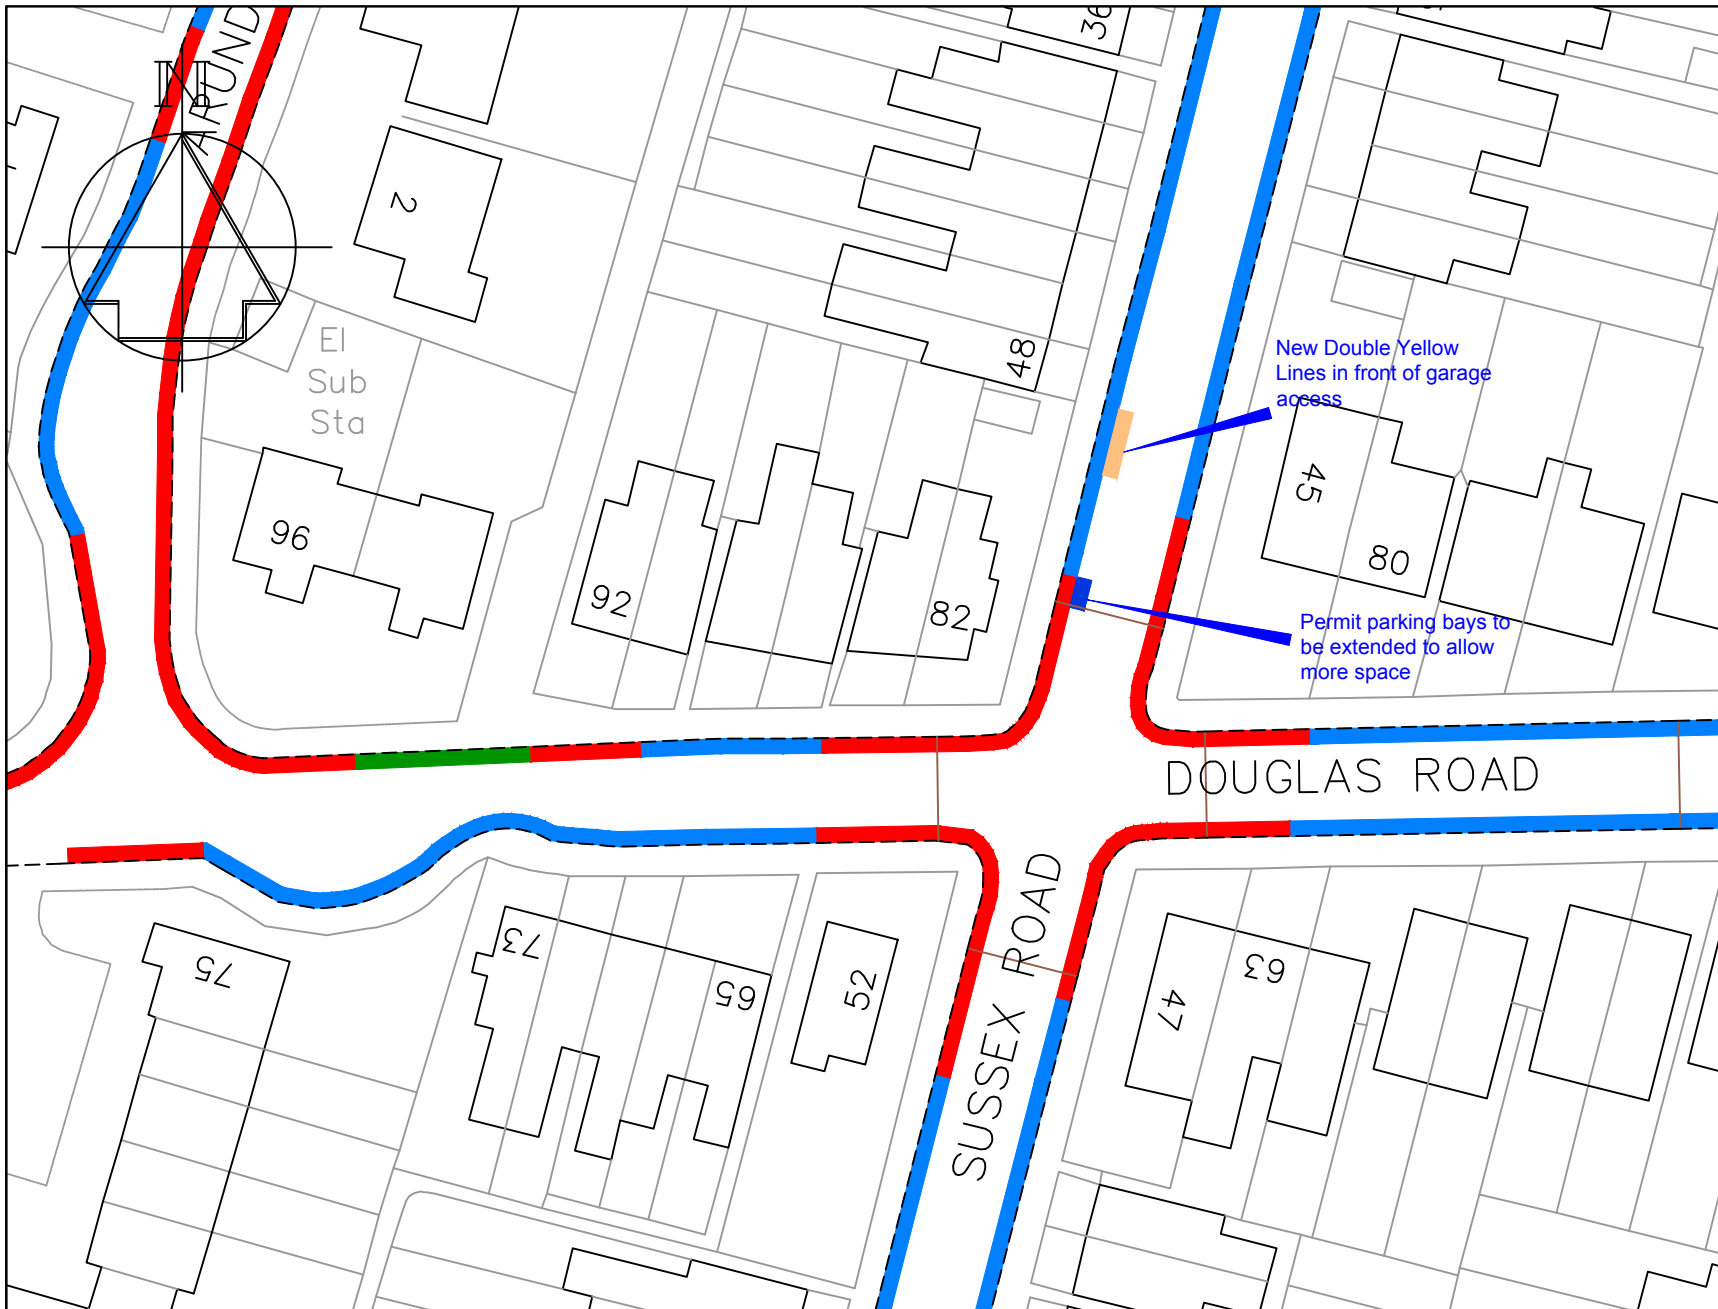 ARUND
N
36
2
El
Sub
Sta
48
New Double Yellow
Lines in front of garage
access
45
96
80
92
82
Permit parking bays to
be extended to allow
more space
DOUGLAS ROAD
SUSSEX ROAD
75
73
65
52
63
47